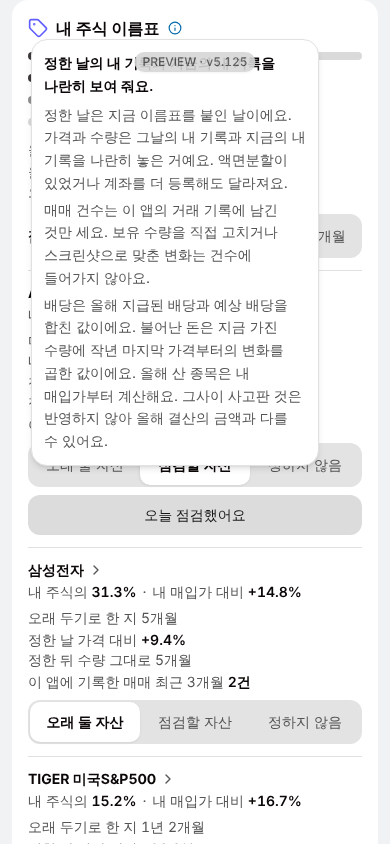 내 주식 이름표
정한 날의 내 기 록을
PREVIEW · v5.125
나란히 보여 줘요.
정한 날은 지금 이름표를 붙인 날이에요.
가격과 수량은 그날의 내 기록과 지금의 내
기록을 나란히 놓은 거예요. 액면분할이
있었거나 계좌를 더 등록해도 달라져요.
매매 건수는 이 앱의 거래 기록에 남긴
것만 세요. 보유 수량을 직접 고치거나
스크린샷으로 맞춘 변화는 건수에
들어가지 않아요.
개월
배당은 올해 지급된 배당과 예상 배당을
합친 값이에요. 불어난 돈은 지금 가진
수량에 작년 마지막 가격부터의 변화를
곱한 값이에요. 올해 산 종목은 내
매입가부터 계산해요. 그사이 사고판 것은
반영하지 않아 올해 결산의 금액과 다를
수 있어요.
오래 둘 자산 점검할 자산 정하지 않음
오늘 점검했어요
삼성전자
내 주식의 31.3% · 내 매입가 대비 +14.8%
오래 두기로 한 지 5개월
정한 날 가격 대비 +9.4%
정한 뒤 수량 그대로 5개월
이 앱에 기록한 매매 최근 3개월 2건
오래 둘 자산 점검할 자산 정하지 않음
TIGER 미국S&P500
내 주식의 15.2% · 내 매입가 대비 +16.7%
오래 두기로 한 지 1년 2개월